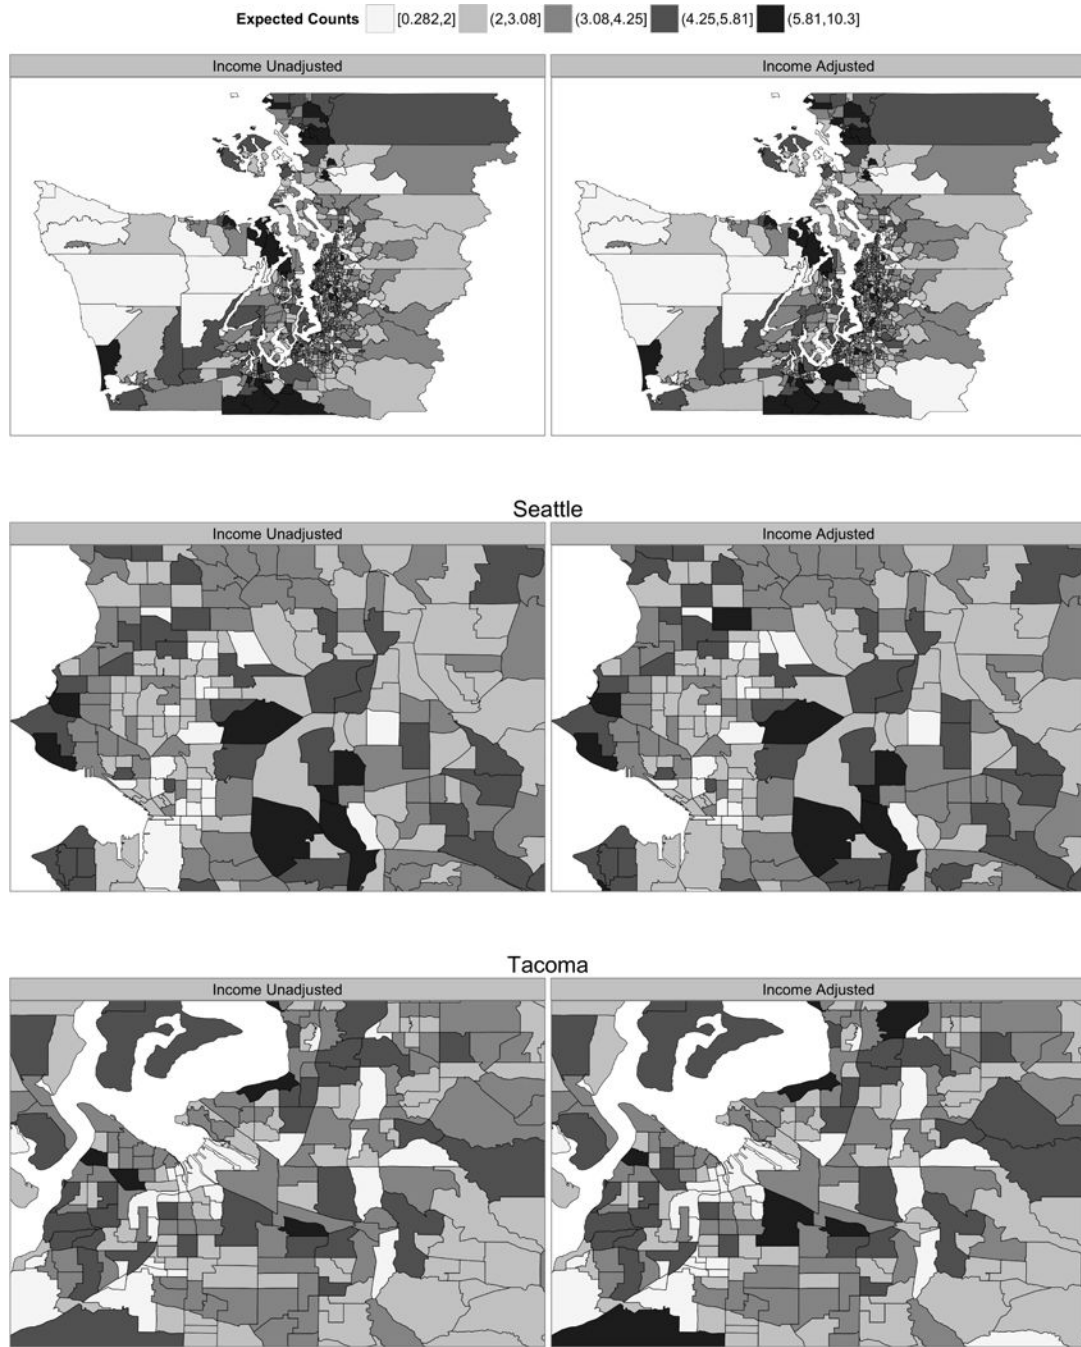 Expected Counts [0.282,2] (2,3.08] (3.08,4.25] (4.25,5.81] (5.81,10.3]
Income Unadjusted Income Adjusted
Seattle
Income Unadjusted Income Adjusted
Tacoma
Income Unadjusted Income Adjusted